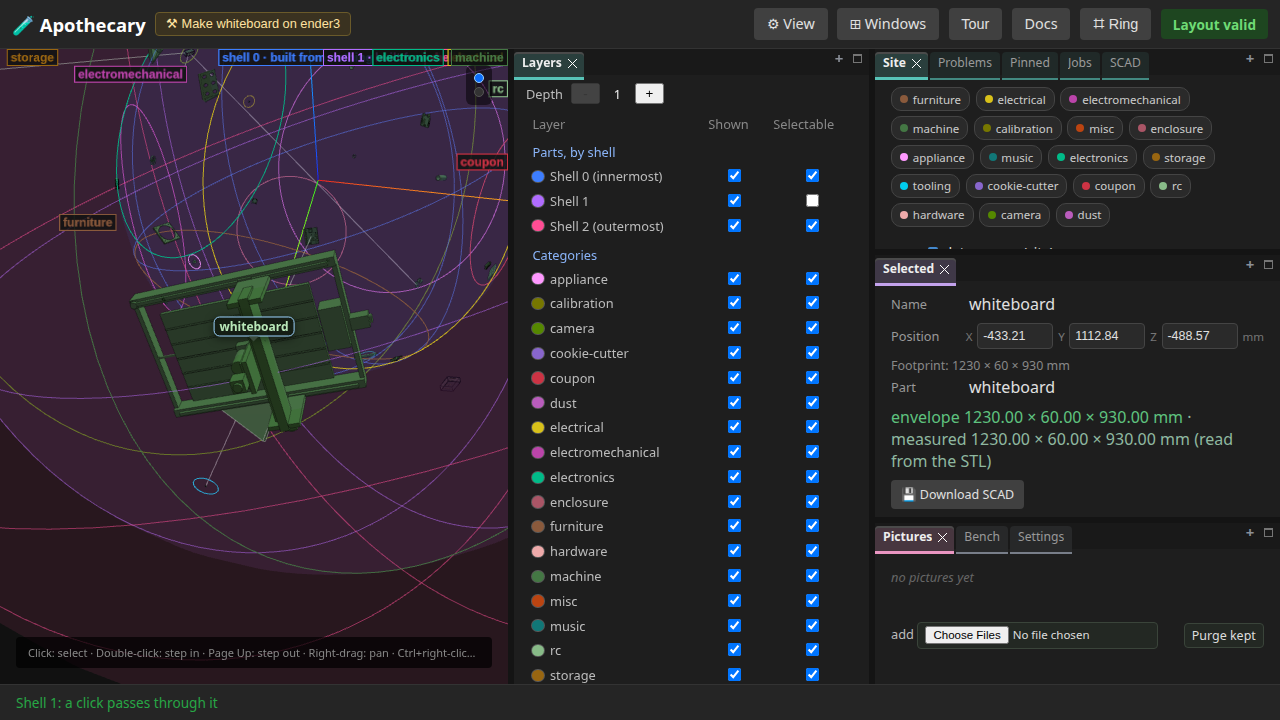 🧪 Apothecary
⚒ Make whiteboard on ender3
⚙ View
⊞ Windows
Tour
Docs
⌗ Ring
Layout valid
storage
shell 0 · built from
shell 1 ·
electronics
machine
electromechanical
rc
coupon
furniture
whiteboard
Click: select · Double-click: step in · Page Up: step out · Right-drag: pan · Ctrl+right-clic...
Layers
Depth - 1 +
Layer Shown Selectable
Parts, by shell
Shell 0 (innermost)
Shell 1
Shell 2 (outermost)
Categories
appliance
calibration
camera
cookie-cutter
coupon
dust
electrical
electromechanical
electronics
enclosure
furniture
hardware
machine
misc
music
rc
storage
Site Problems Pinned Jobs SCAD
furniture electrical electromechanical
machine calibration misc enclosure
appliance music electronics storage
tooling cookie-cutter coupon rc
hardware camera dust
Selected
Name whiteboard
Position X -433.21 Y 1112.84 Z -488.57 mm
Footprint: 1230 × 60 × 930 mm
Part whiteboard
envelope 1230.00 × 60.00 × 930.00 mm ·
measured 1230.00 × 60.00 × 930.00 mm (read
from the STL)
💾 Download SCAD
Pictures Bench Settings
no pictures yet
add Choose Files No file chosen
Purge kept
Shell 1: a click passes through it